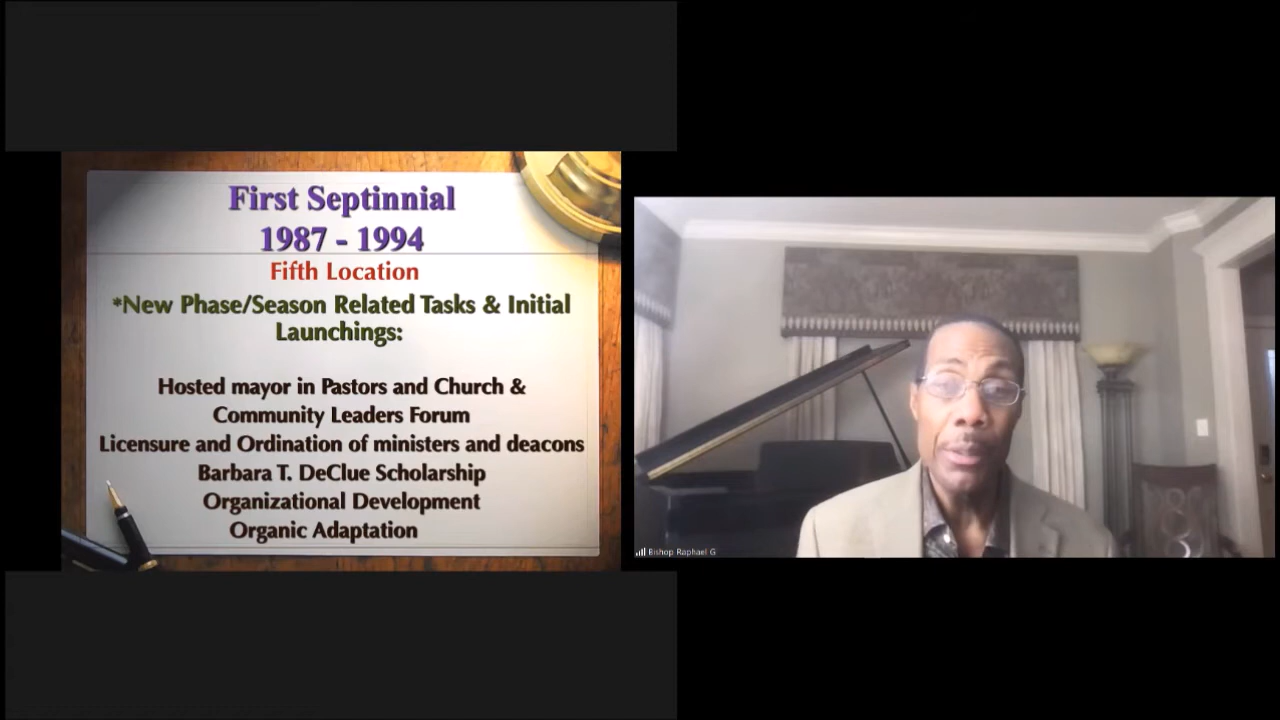 First Septinnial
1987 - 1994
Fifth Location
*New Phase/Season Related Tasks & Initial
Launchings:
Hosted mayor in Pastors and Church &
Community Leaders Forum
Licensure and Ordination of ministers and deacons
Barbara T. DeClue Scholarship
Organizational Development
Organic Adaptation
Bishop Raphael G